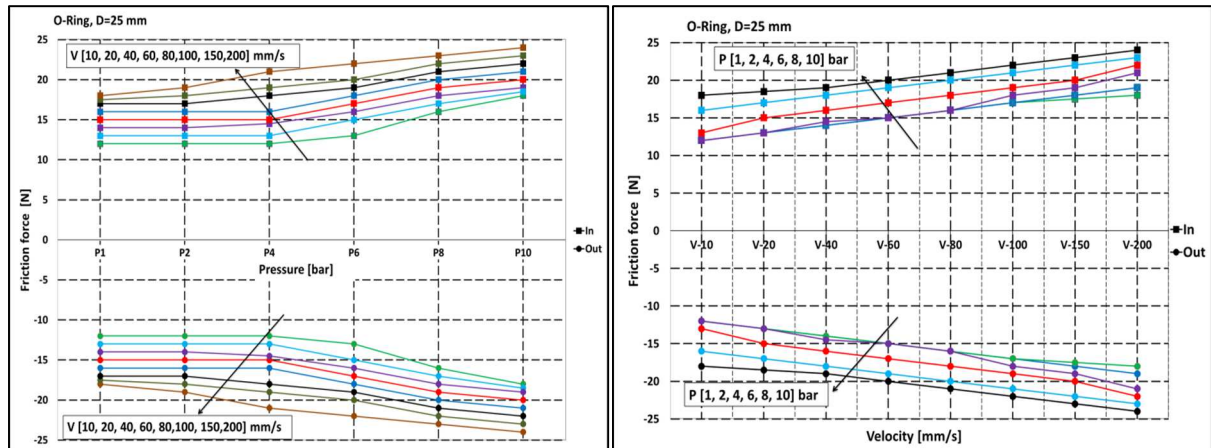 O-Ring, D=25 mm
V [10, 20, 40, 60, 80,100, 150,200] mm/s
25
20
15
10
5
0
-5
-10
-15
-20
-25
Friction force [N]
P1 P2 P4 P6 P8 P10
Pressure [bar]
In
Out
V [10, 20, 40, 60, 80,100, 150,200] mm/s
O-Ring, D=25 mm
P [1, 2, 4, 6, 8, 10] bar
25
20
15
10
5
0
-5
-10
-15
-20
-25
Friction force [N]
V-10 V-20 V-40 V-60 V-80 V-100 V-150 V-200
In
Out
P [1, 2, 4, 6, 8, 10] bar
Velocity [mm/s]